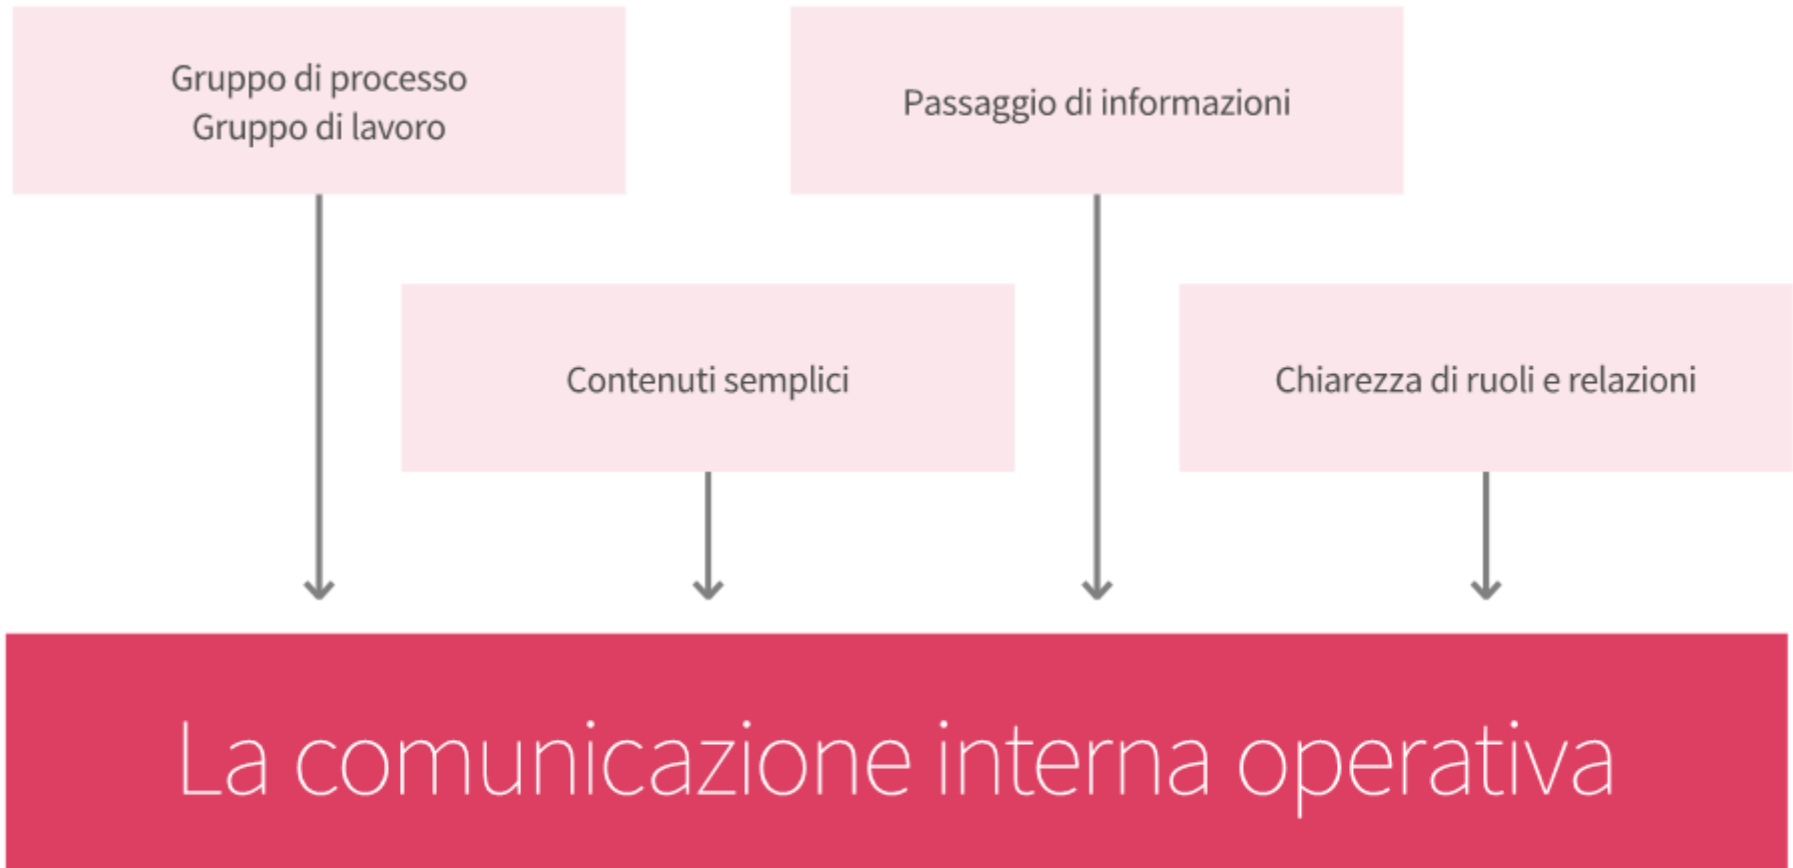 Gruppo di processo
Gruppo di lavoro
Passaggio di informazioni
Contenuti semplici
Chiarezza di ruoli e relazioni
La comunicazione interna operativa